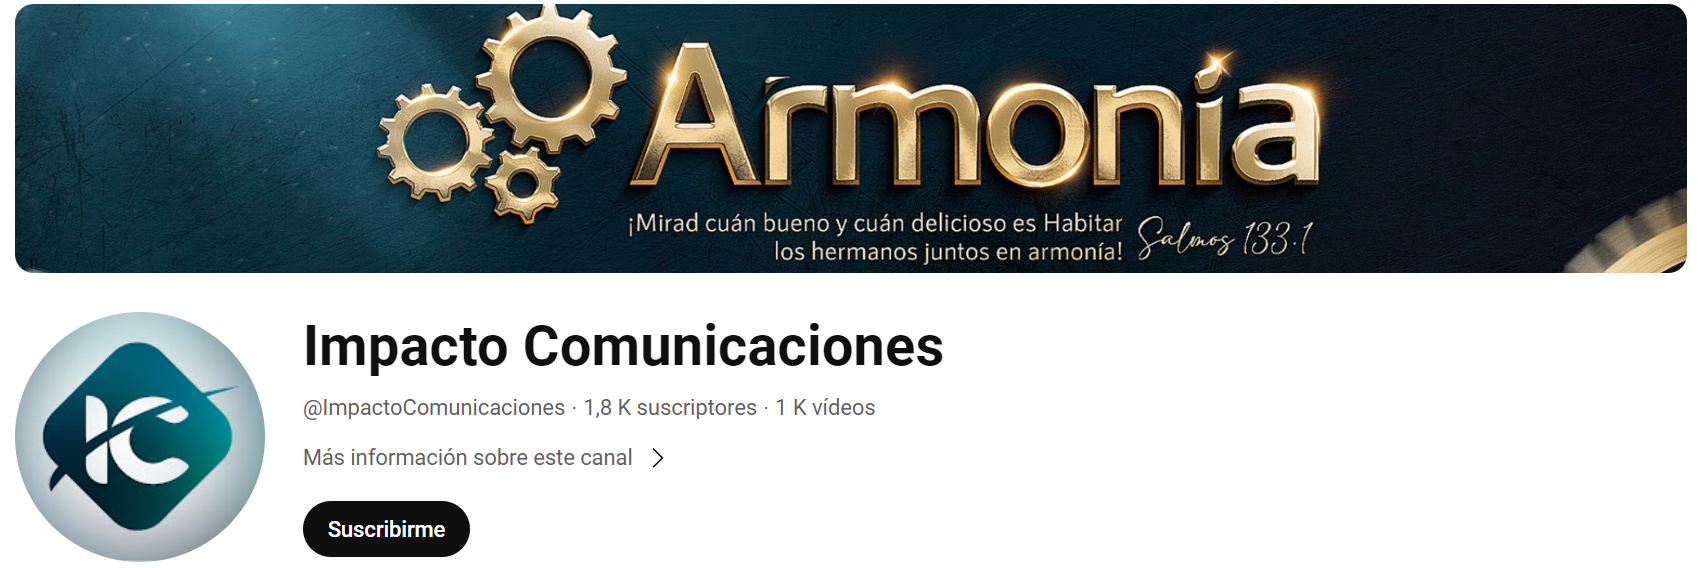 Armonía
¡Mirad cuán bueno y cuán delicioso es Habitar
los hermanos juntos en armonía!
Salmos 133.1
IC
Impacto Comunicaciones
@ImpactoComunicaciones · 1,8 K suscriptores · 1 K vídeos
Más información sobre este canal
Suscribirme